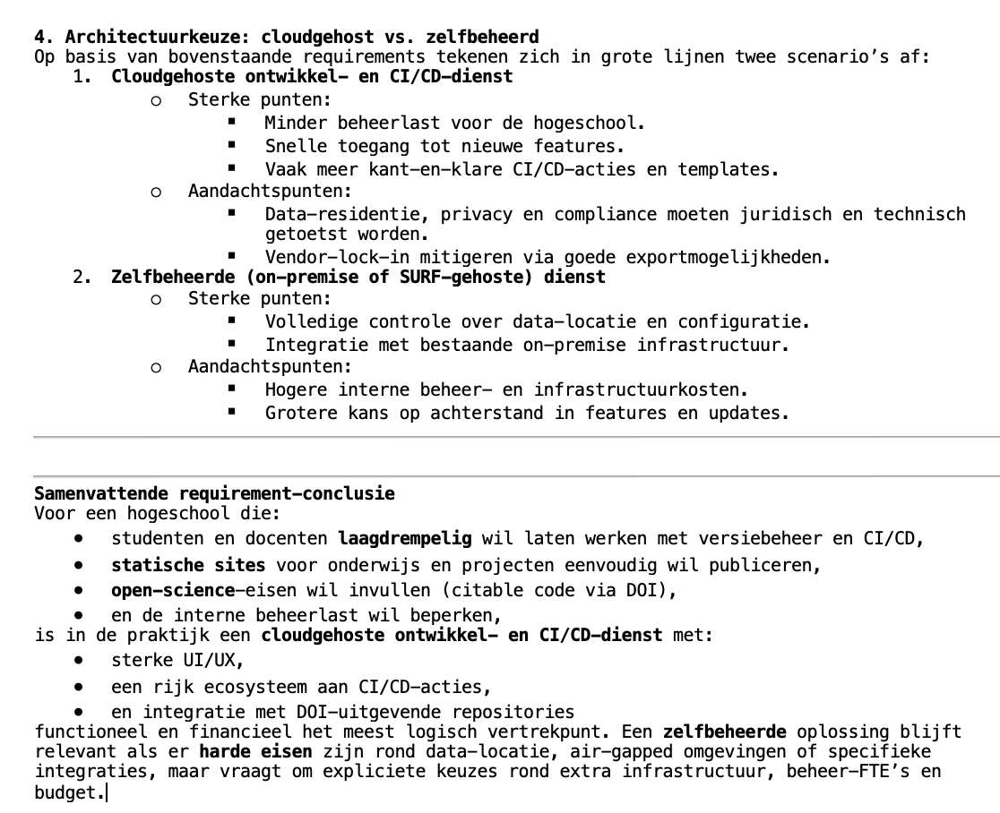 4. Architectuurkeuze: cloudgehost vs. zelfbeheerd
Op basis van bovenstaande requirements tekenen zich in grote lijnen twee scenario’s af:
1. Cloudgehoste ontwikkel- en CI/CD-dienst
○ Sterke punten:
▪ Minder beheerlast voor de hogeschool.
▪ Snelle toegang tot nieuwe features.
▪ Vaak meer kant-en-klare CI/CD-acties en templates.
○ Aandachtspunten:
▪ Data-residentie, privacy en compliance moeten juridisch en technisch
getoetst worden.
▪ Vendor-lock-in mitigeren via goede exportmogelijkheden.
2. Zelfbeheerde (on-premise of SURF-gehoste) dienst
○ Sterke punten:
▪ Volledige controle over data-locatie en configuratie.
▪ Integratie met bestaande on-premise infrastructuur.
○ Aandachtspunten:
▪ Hogere interne beheer- en infrastructuurkosten.
▪ Grotere kans op achterstand in features en updates.
Samenvattende requirement-conclusie
Voor een hogeschool die:
● studenten en docenten laagdrempelig wil laten werken met versiebeheer en CI/CD,
● statische sites voor onderwijs en projecten eenvoudig wil publiceren,
● open-science-eisen wil invullen (citable code via DOI),
● en de interne beheerlast wil beperken,
is in de praktijk een cloudgehoste ontwikkel- en CI/CD-dienst met:
● sterke UI/UX,
● een rijk ecosysteem aan CI/CD-acties,
● en integratie met DOI-uitgevende repositories
functioneel en financieel het meest logisch vertrekpunt. Een zelfbeheerde oplossing blijft
relevant als er harde eisen zijn rond data-locatie, air-gapped omgevingen of specifieke
integraties, maar vraagt om expliciete keuzes rond extra infrastructuur, beheer-FTE’s en
budget.